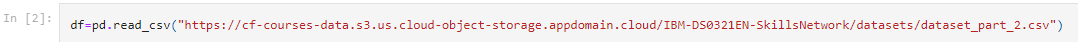 In [2]:
df=pd.read_csv("https://cf-courses-data.s3.us.cloud-object-storage.appdomain.cloud/IBM-DS0321EN-SkillsNetwork/datasets/dataset_part_2.csv")